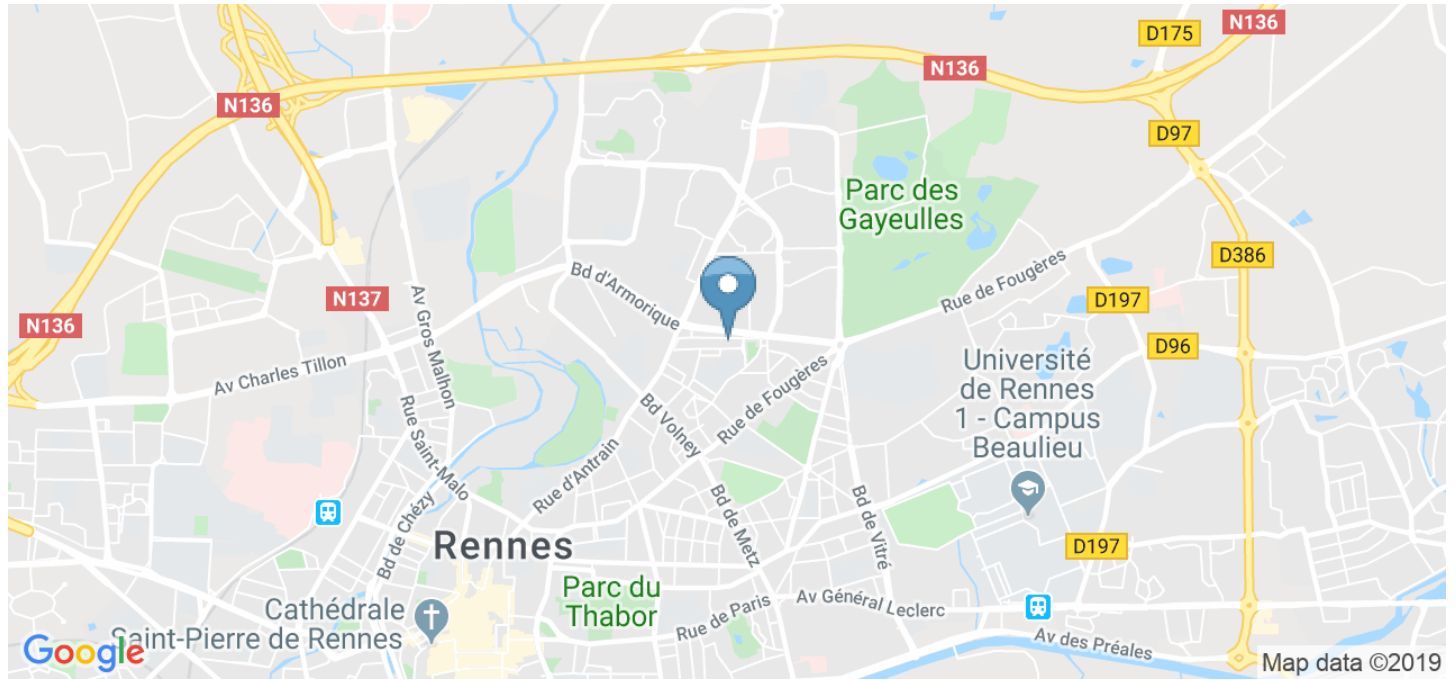 N136
D175
N136
N136
D97
Parc des
Gayeulles
D386
Bd d'Armorique
N137
Rue de Fougères
D197
N136
Av Gros Malhon
D96
Av Charles Tillon
Université
de Rennes
1 - Campus
Beaulieu
Rue de Fougères
Bd Volney
Rue Saint-Malo
Rue d'Antrain
Bd de Chézy
Bd de Metz
Bd de Vitré
Rennes
D197
Parc du
Thabor
Cathédrale
Saint-Pierre de Rennes
Rue de Paris
Av Général Leclerc
Av des Préales
Google
Map data ©2019